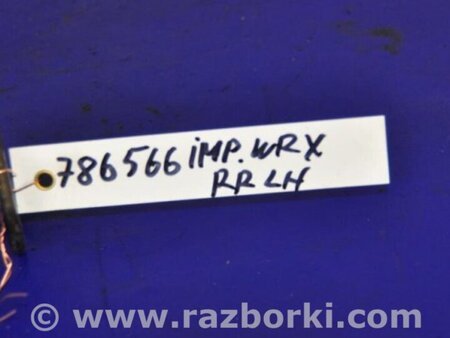 786566 IMP. WRX
RR LH
© www.razborki.com